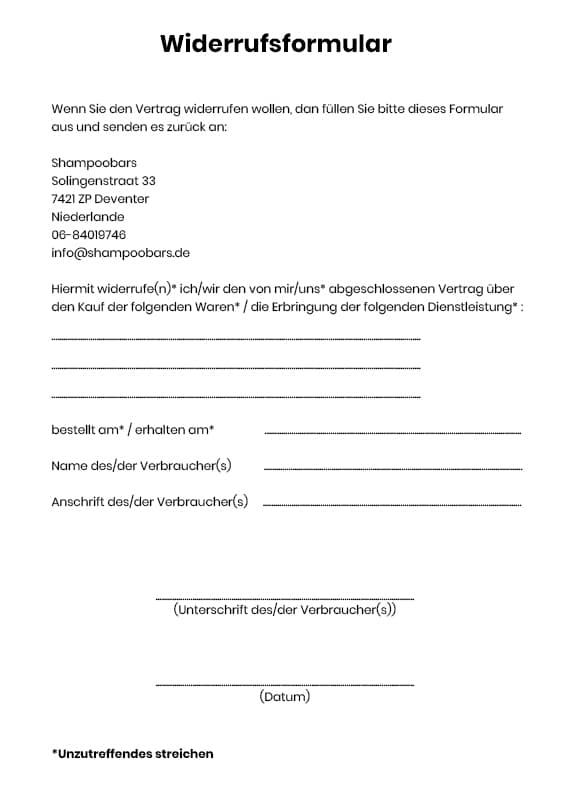 Widerrufsformular
Wenn Sie den Vertrag widerrufen wollen, dan füllen Sie bitte dieses Formular
aus und senden es zurück an:
Shampoobars
Solingenstraat 33
7421 ZP Deventer
Niederlande
06-84019746
info@shampoobars.de
Hiermit widerrufe(n)* ich/wir den von mir/uns* abgeschlossenen Vertrag über
den Kauf der folgenden Waren* / die Erbringung der folgenden Dienstleistung* :
bestellt am* / erhalten am*
Name des/der Verbraucher(s)
Anschrift des/der Verbraucher(s)
(Unterschrift des/der Verbraucher(s))
(Datum)
*Unzutreffendes streichen